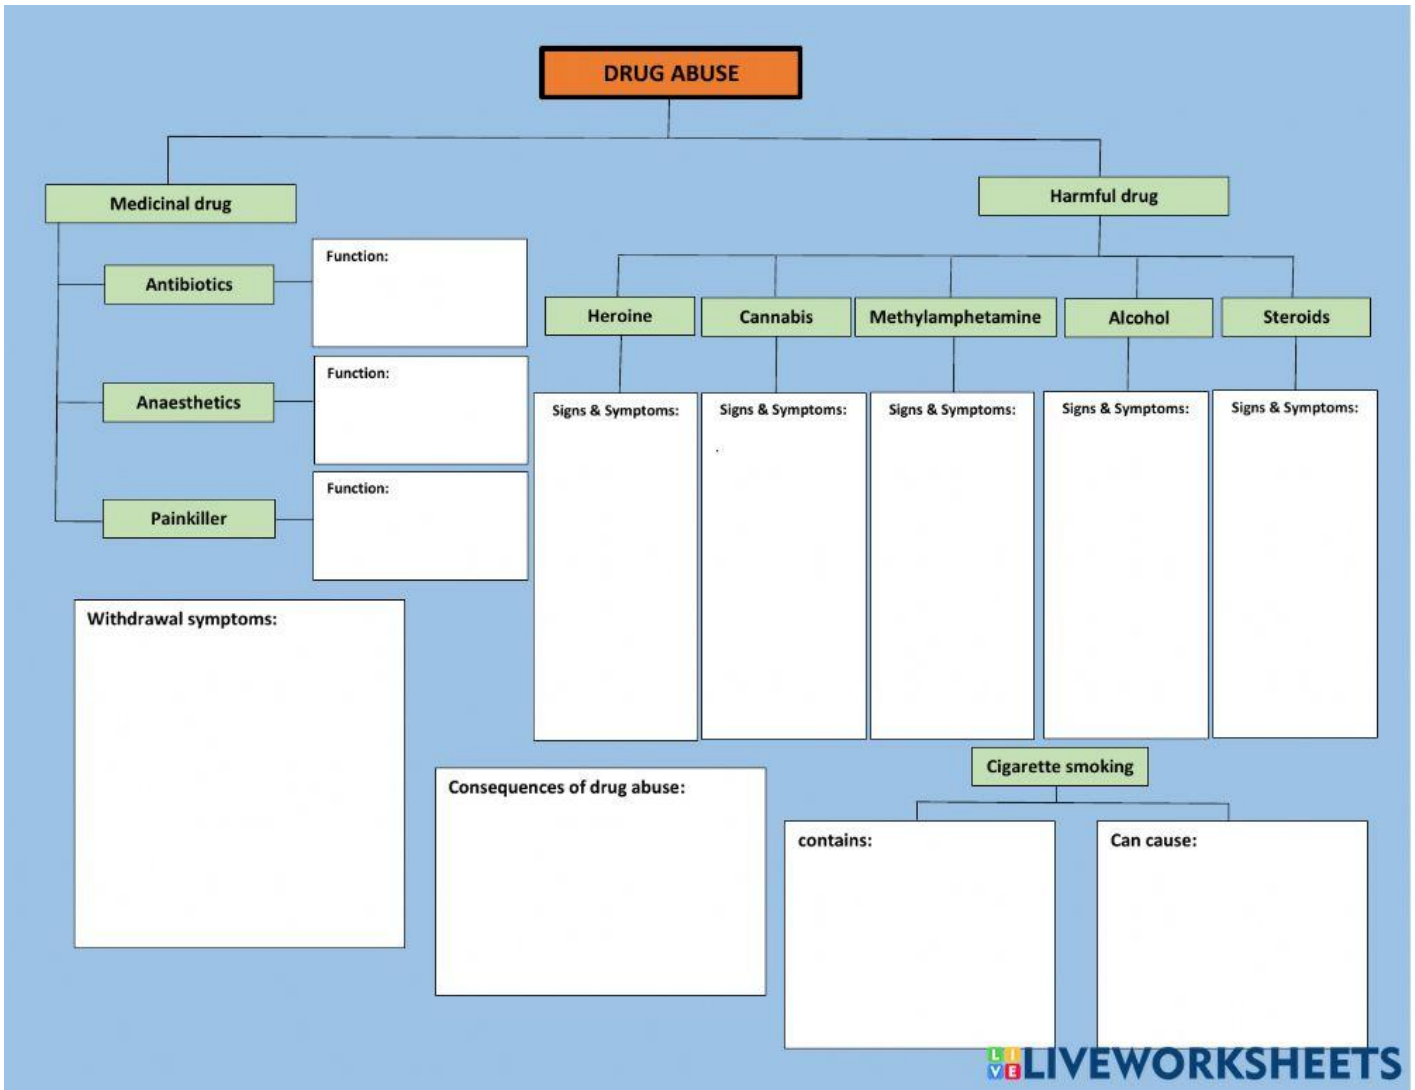 DRUG ABUSE
Medicinal drug
Harmful drug
Antibiotics
Function:
Anaesthetics
Function:
Painkiller
Function:
Heroine
Cannabis
Methylamphetamine
Alcohol
Steroids
Signs & Symptoms:
Signs & Symptoms:
Signs & Symptoms:
Signs & Symptoms:
Signs & Symptoms:
Withdrawal symptoms:
Consequences of drug abuse:
Cigarette smoking
contains:
Can cause:
LIVE LIVEWORKSHEETS